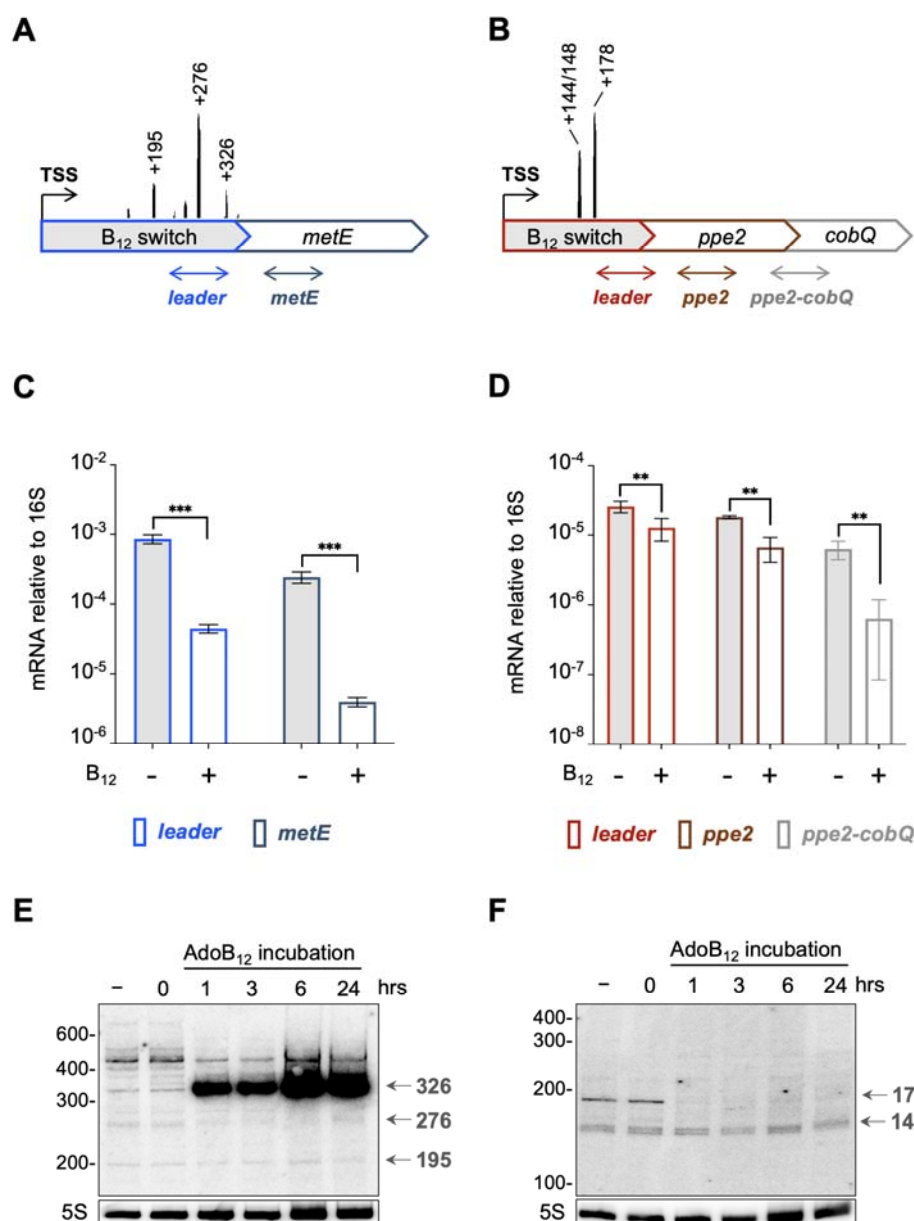 A
+195
+276
+326
TSS
B12 switch
metE
leader
metE
B
+144/148
+178
TSS
B12 switch
ppe2
cobQ
leader
ppe2
ppe2-cobQ
C
mRNA relative to 16S
10-2
10-3
10-4
10-5
10-6
***
***
B12 - + - +
leader metE
D
mRNA relative to 16S
10-4
10-5
10-6
10-7
10-8
**
**
**
B12 - + - + - +
leader ppe2 ppe2-cobQ
E
AdoB12 incubation
– 0 1 3 6 24 hrs
600-
400-
300-
200-
326
276
195
5S
F
AdoB12 incubation
– 0 1 3 6 24 hrs
400-
300-
200-
100-
17
14
5S